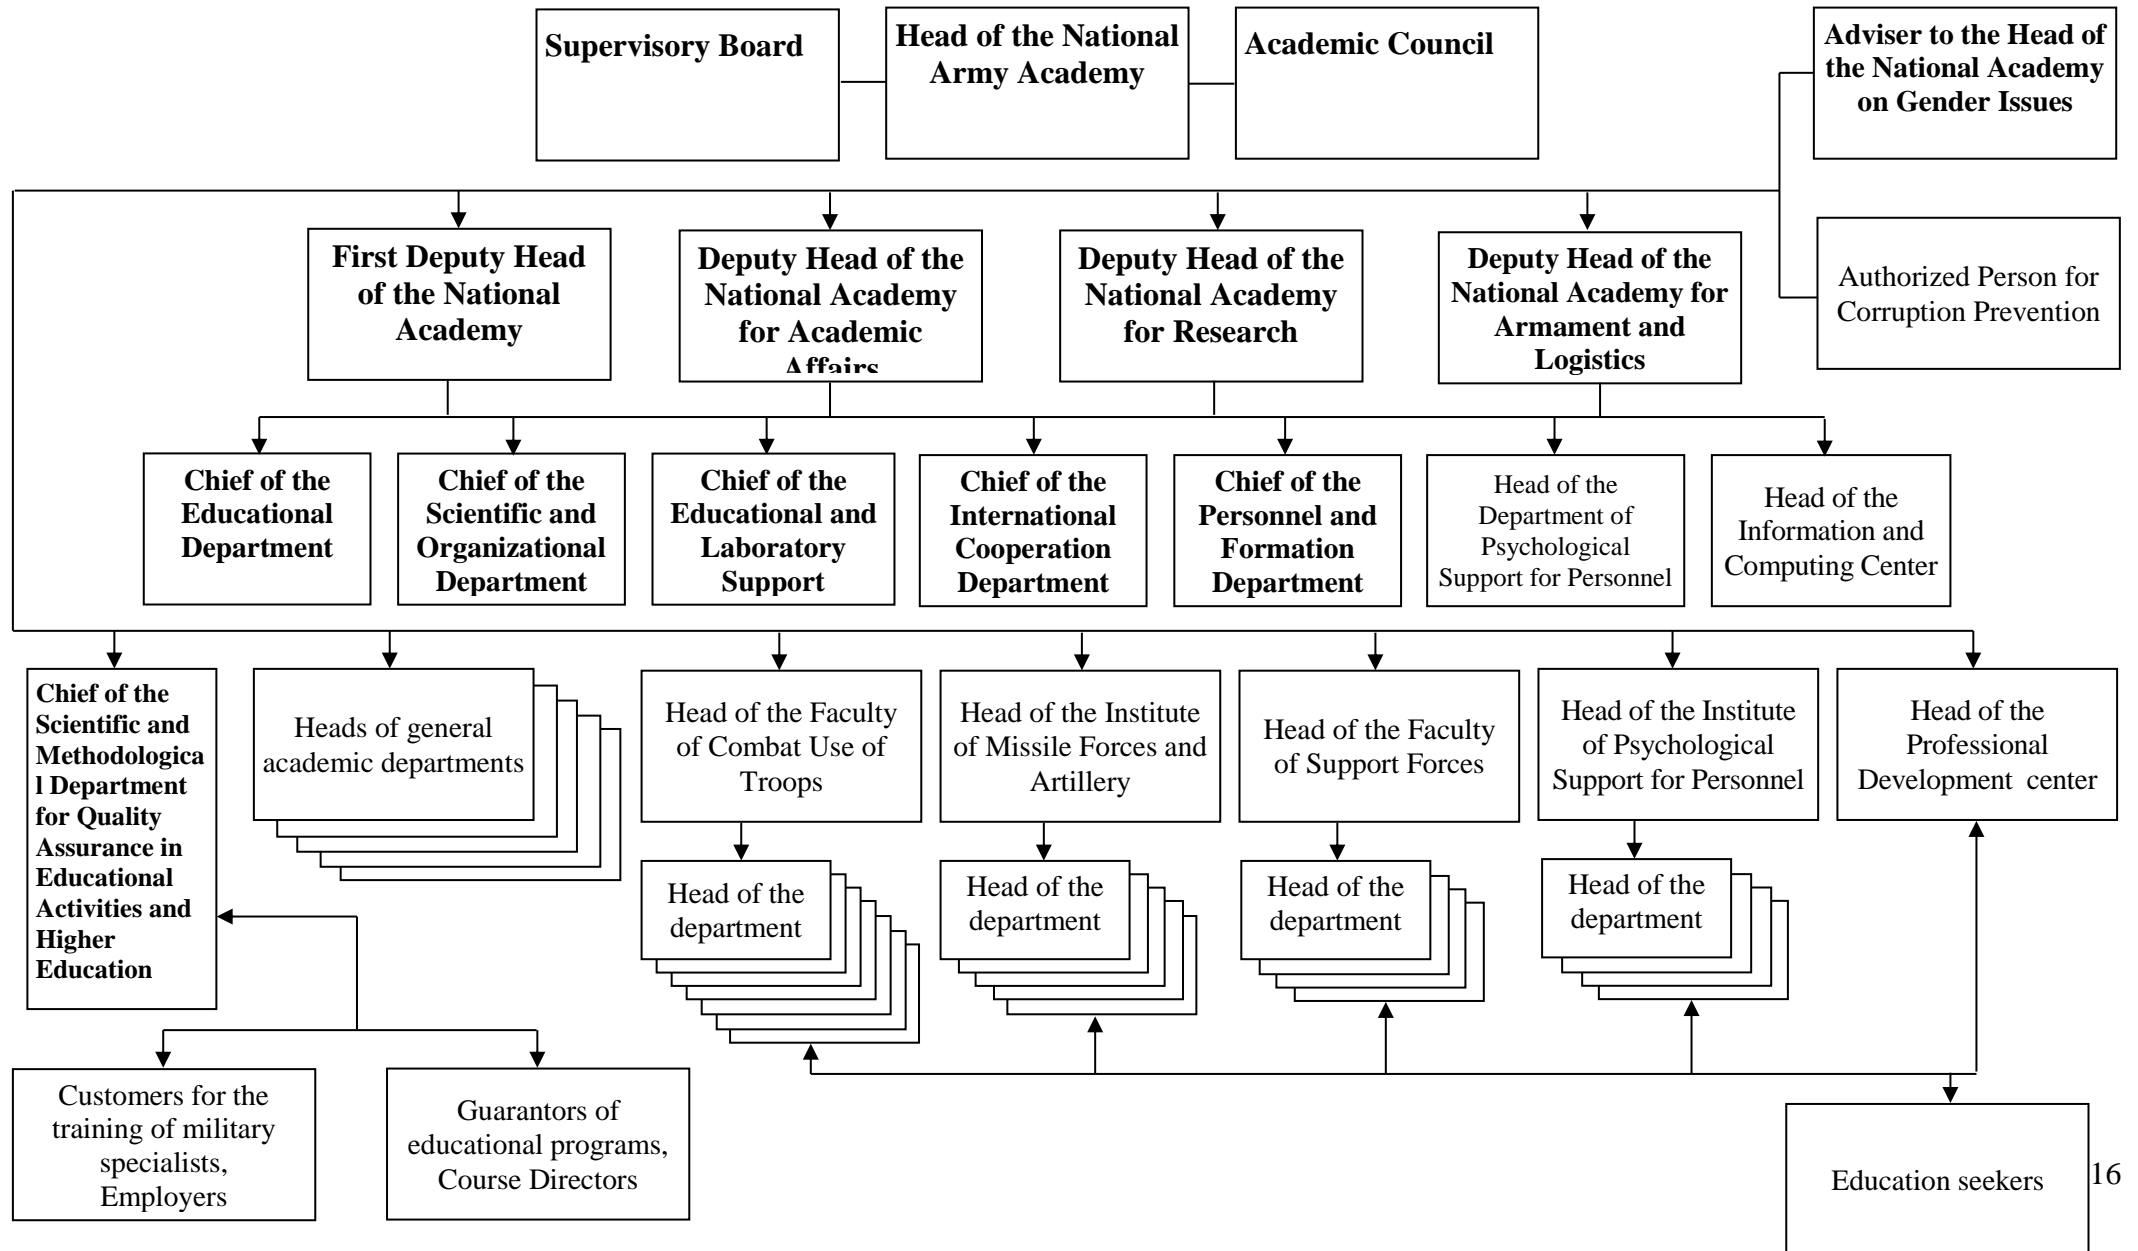 Supervisory Board
Head of the National
Army Academy
Academic Council
Adviser to the Head of
the National Academy
on Gender Issues
First Deputy Head
of the National
Academy
Deputy Head of the
National Academy
for Academic
Affairs
Deputy Head of the
National Academy
for Research
Deputy Head of the
National Academy for
Armament and
Logistics
Authorized Person for
Corruption Prevention
Chief of the
Educational
Department
Chief of the
Scientific and
Organizational
Department
Chief of the
Educational and
Laboratory
Support
Chief of the
International
Cooperation
Department
Chief of the
Personnel and
Formation
Department
Head of the
Department of
Psychological
Support for Personnel
Head of the
Information and
Computing Center
Chief of the
Scientific and
Methodologica
l Department
for Quality
Assurance in
Educational
Activities and
Higher
Education
Heads of general
academic departments
Head of the Faculty
of Combat Use of
Troops
Head of the Institute
of Missile Forces and
Artillery
Head of the Faculty
of Support Forces
Head of the Institute
of Psychological
Support for Personnel
Head of the
Professional
Development center
Head of the
department
Head of the
department
Head of the
department
Head of the
department
Customers for the
training of military
specialists,
Employers
Guarantors of
educational programs,
Course Directors
Education seekers
16